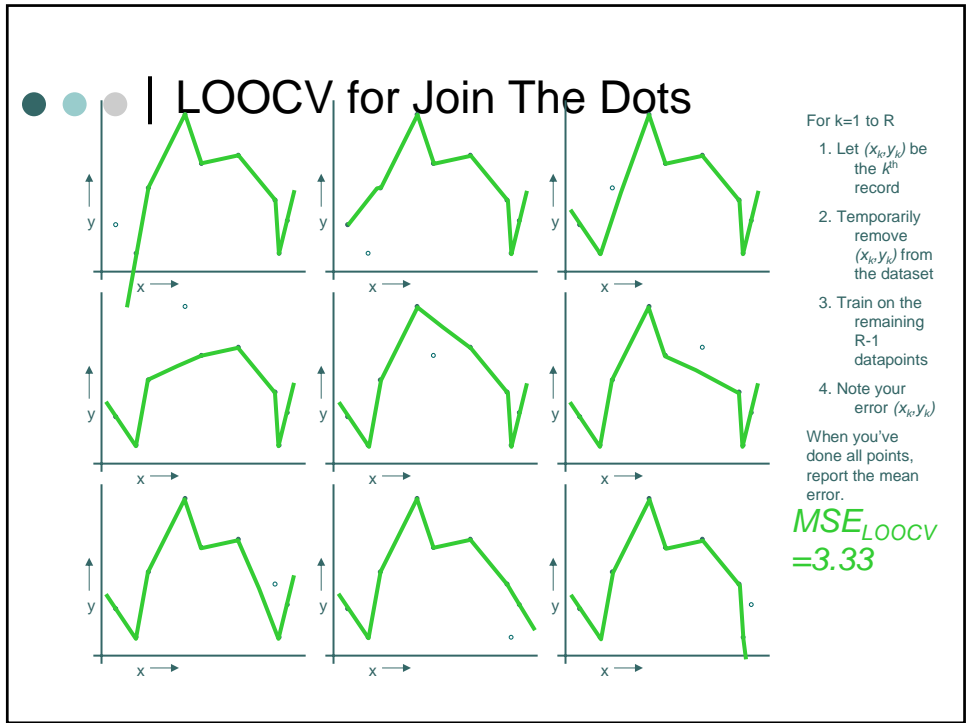 LOOCV for Join The Dots
y
x
y
x
y
x
y
x
y
x
y
x
y
x
y
x
y
x
For k=1 to R
1. Let (xk,yk) be
the kth
record
2. Temporarily
remove
(xk,yk) from
the dataset
3. Train on the
remaining
R-1
datapoints
4. Note your
error (xk,yk)
When you've
done all points,
report the mean
error.
MSELOOCV
=3.33